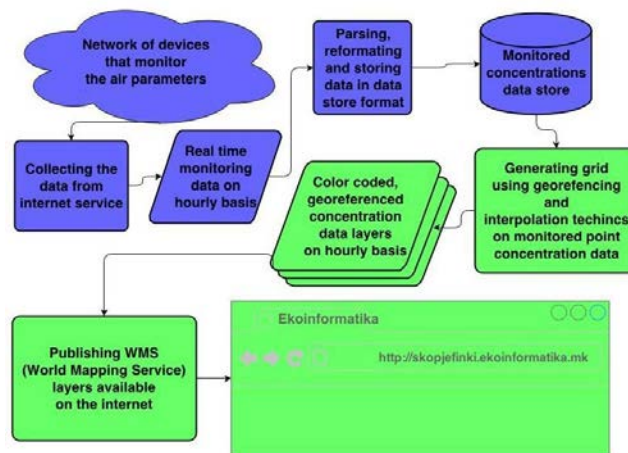 Network of devices
that monitor
the air parameters
Parsing,
reformating
and storing
data in data
store format
Monitored
concentrations
data store
Collecting the
data from
internet service
Real time
monitoring
data on
hourly basis
Color coded,
georeferenced
concentration
data layers
on hourly basis
Generating grid
using georefencing
and
interpolation techincs
on monitored point
concentration data
Publishing WMS
(World Mapping Service)
layers available
on the internet
Ekoinformatika
http://skopjefinki.ekoinformatika.mk